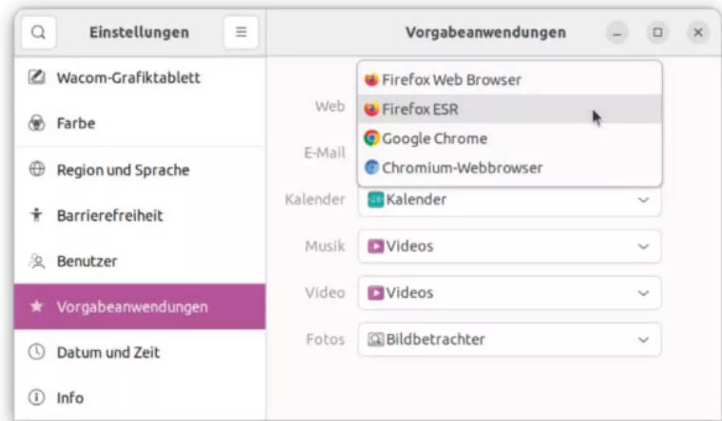 Einstellungen
Vorgabeanwendungen
Wacom-Grafiktablett
Farbe
Region und Sprache
Barrierefreiheit
Benutzer
Vorgabeanwendungen
Datum und Zeit
Info
Firefox Web Browser
Web
Firefox ESR
Google Chrome
E-Mail
Chromium-Webbrowser
Kalender Kalender
Musik Videos
Video Videos
Fotos Bildbetrachter